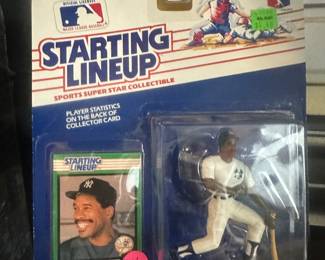 STARTING
LINEUP
SPORTS SUPER STAR COLLECTIBLE
PLAYER STATISTICS
ON THE BACK OF
COLLECTOR CARD
STARTING
LINEUP